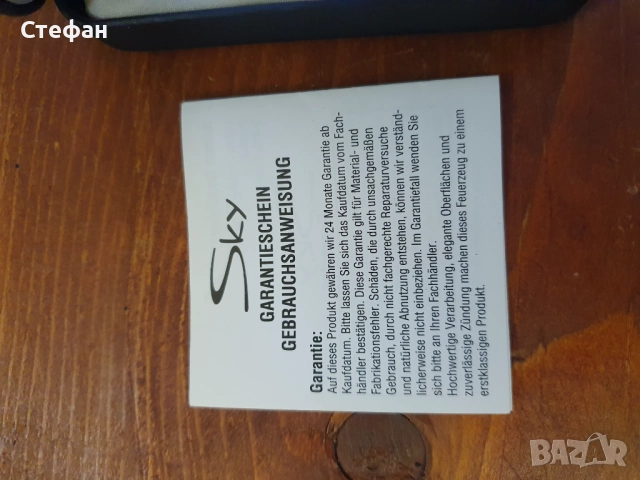 Стефан
Sky
GARANTIESCHEIN
GEBRAUCHSANWEISUNG
Garantie:
Auf dieses Produkt gewähren wir 24 Monate Garantie ab
Kaufdatum. Bitte lassen Sie sich das Kaufdatum vom Fach-
händler bestätigen. Diese Garantie gilt für Material- und
Fabrikationsfehler. Schäden, die durch unsachgemäßen
Gebrauch, durch nicht fachgerechte Reparaturversuche
und natürliche Abnutzung entstehen, können wir verständ-
licherweise nicht einbeziehen. Im Garantiefall wenden Sie
sich bitte an Ihren Fachhändler.
Hochwertige Verarbeitung, elegante Oberflächen und
zuverlässige Zündung machen dieses Feuerzeug zu einem
erstklassigen Produkt.
BAZAR